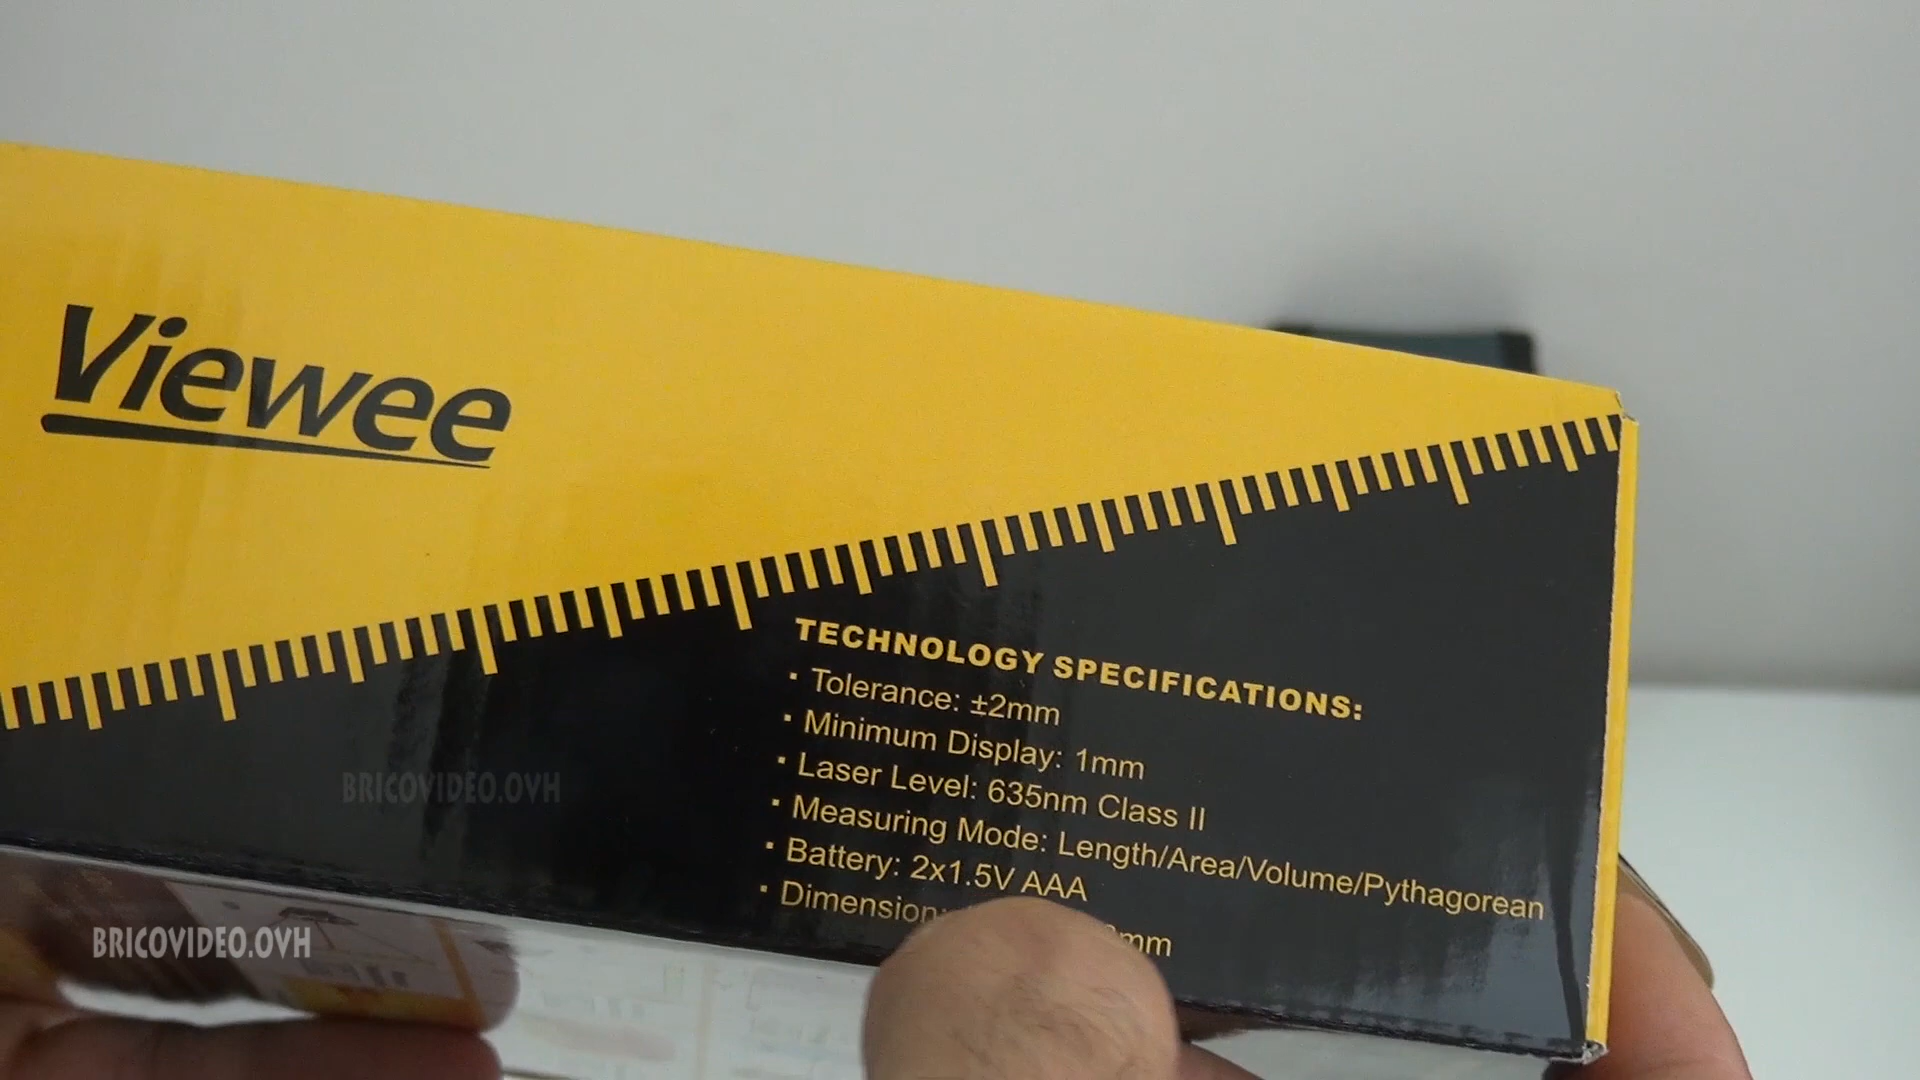 Viewee
TECHNOLOGY SPECIFICATIONS:
· Tolerance: ±2mm
· Minimum Display: 1mm
· Laser Level: 635nm Class II
· Measuring Mode: Length/Area/Volume/Pythagorean
· Battery: 2x1.5V AAA
· Dimension: mm
BRICOVIDEO.OVH
BRICOVIDEO.OVH